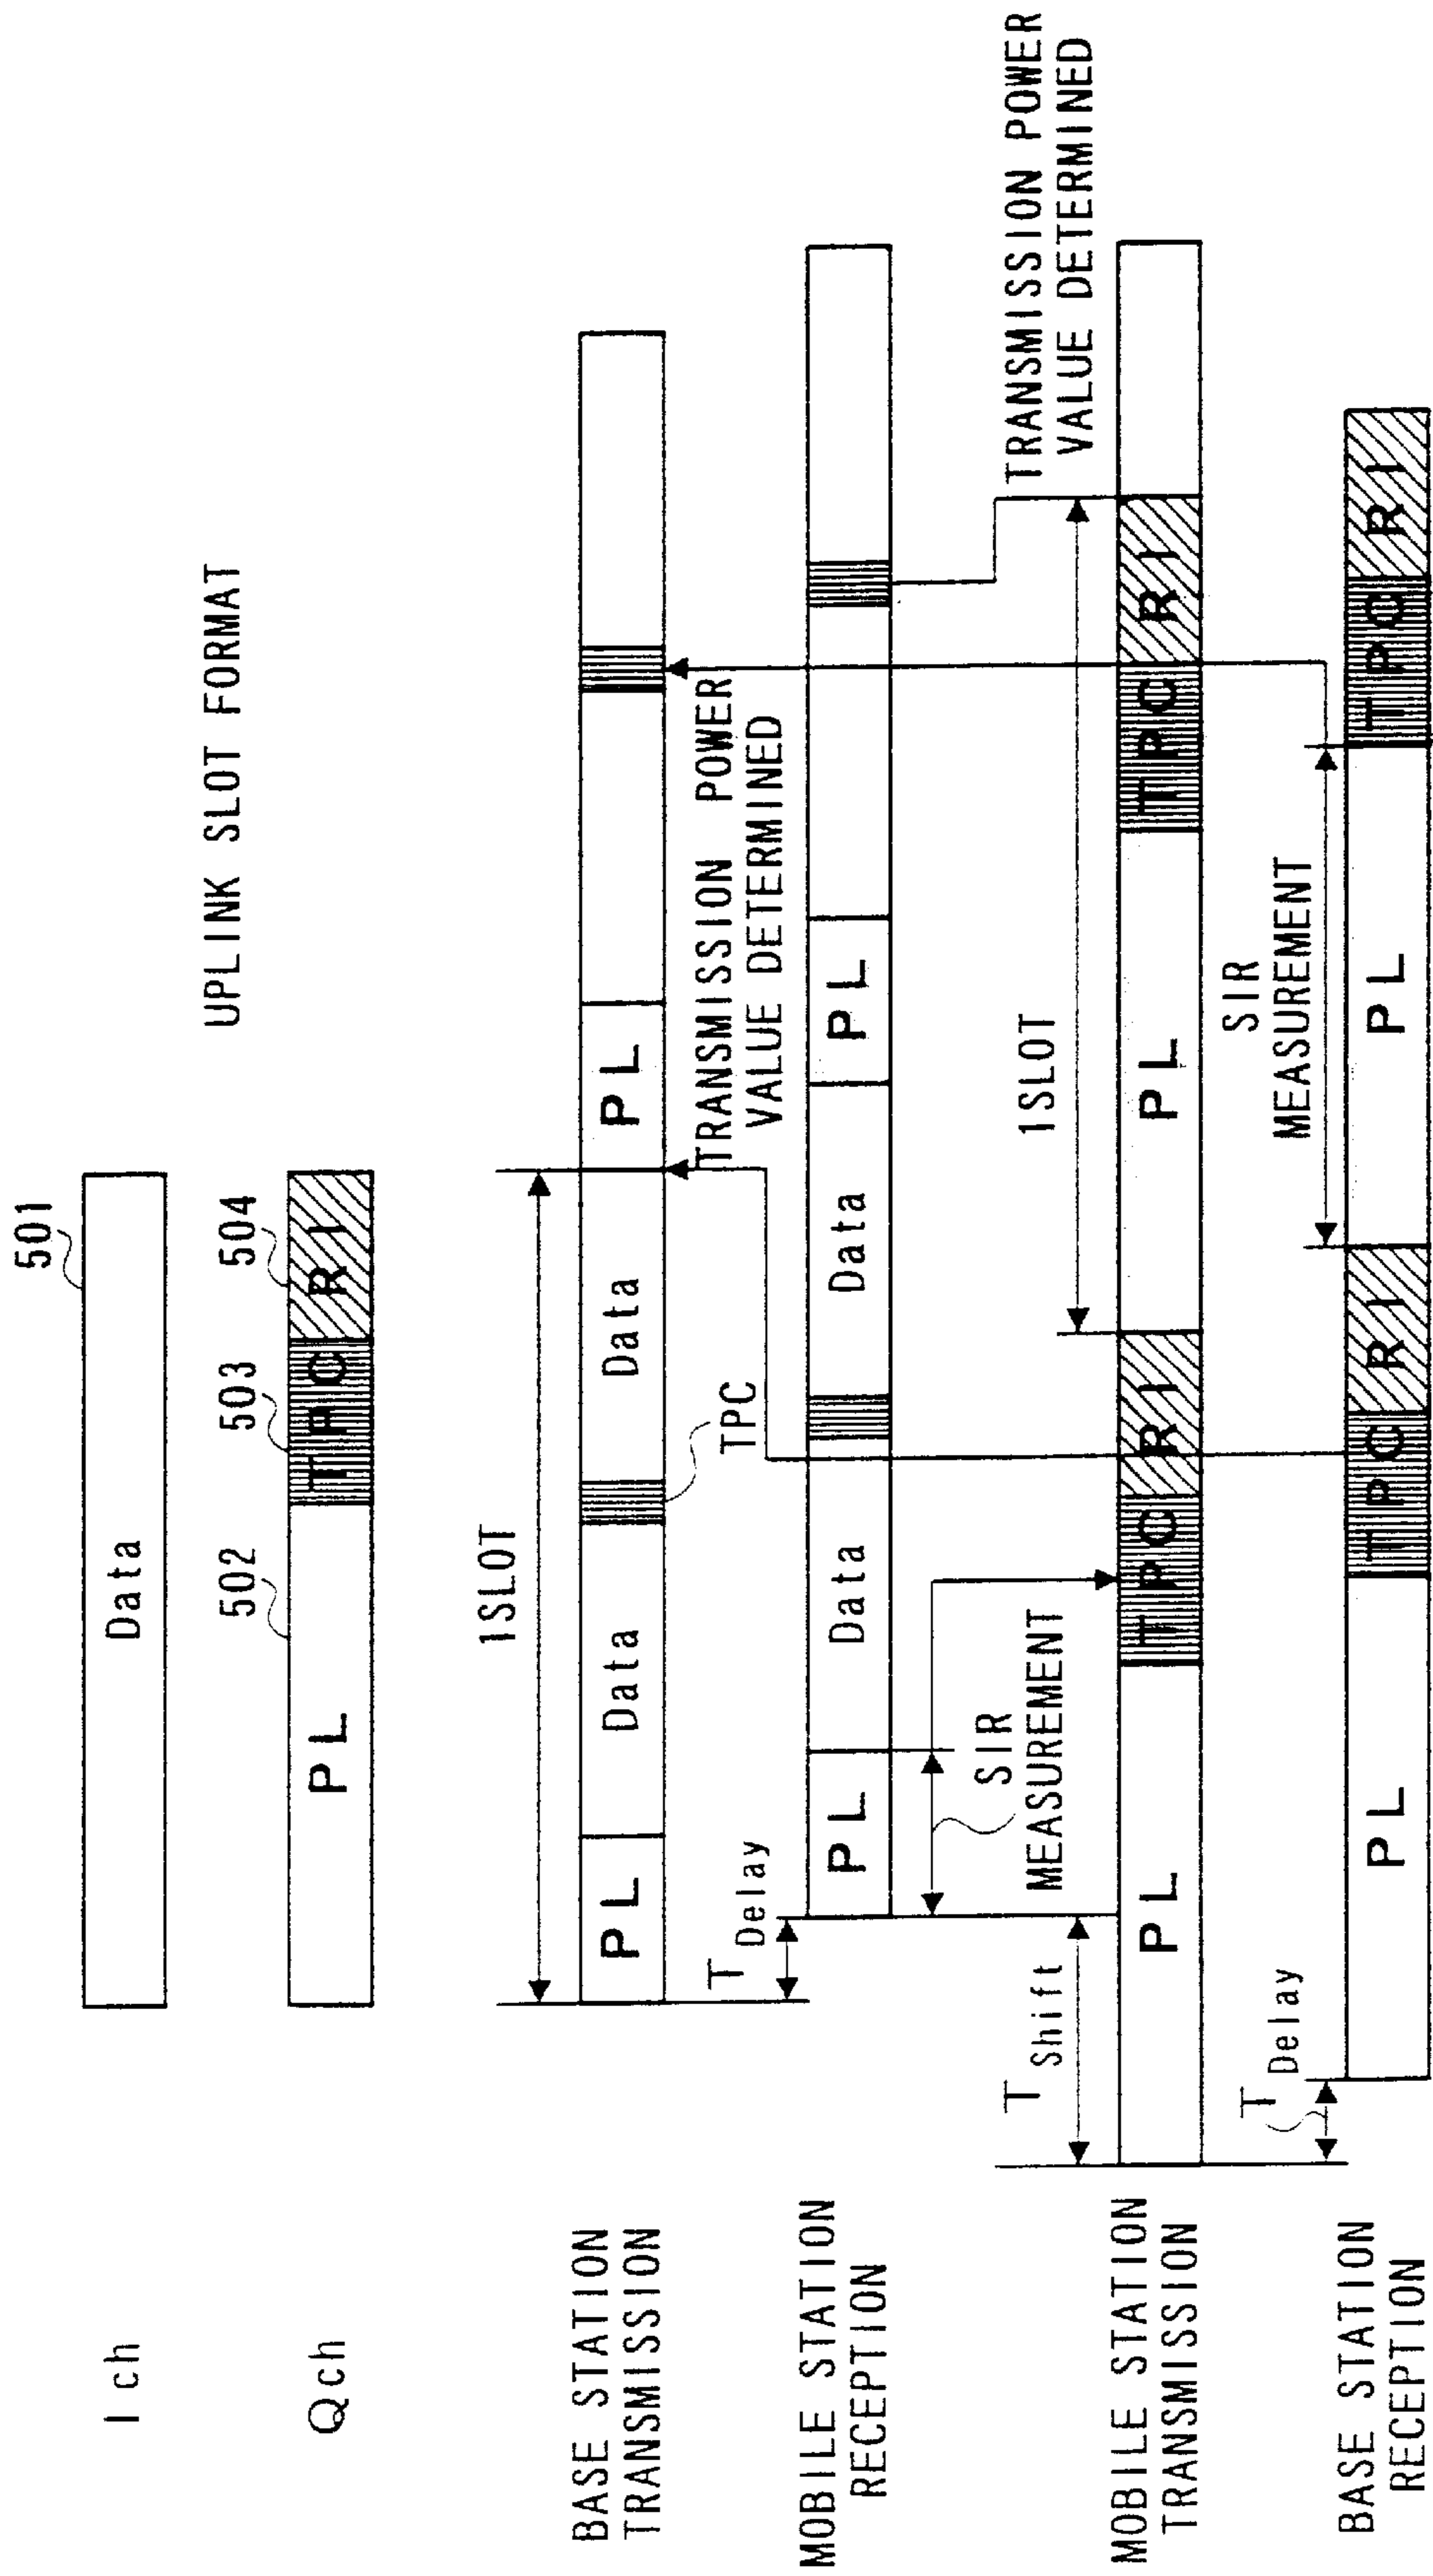 UPLINK SLOT FORMAT
I ch
Data
501
Qch
PL
TPC
RI
502
503
504
BASE STATION
TRANSMISSION
1SLOT
PL
Data
Data
PL
TPC
TRANSMISSION POWER
VALUE DETERMINED
T Delay
MOBILE STATION
RECEPTION
PL
Data
Data
PL
SIR
MEASUREMENT
TRANSMISSION POWER
VALUE DETERMINED
T Shift
1SLOT
MOBILE STATION
TRANSMISSION
PL
TPC
RI
PL
TPC
RI
T Delay
SIR
MEASUREMENT
BASE STATION
RECEPTION
PL
TPC
RI
PL
TPC
RI